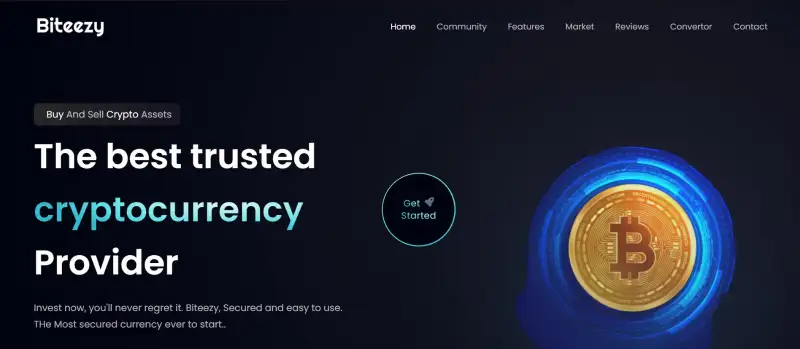 Biteezy
Home Community Features Market Reviews Convertor Contact
Buy And Sell Crypto Assets
The best trusted
cryptocurrency
Provider
Get
Started
Invest now, you'll never regret it. Biteezy, Secured and easy to use.
THe Most secured currency ever to start..